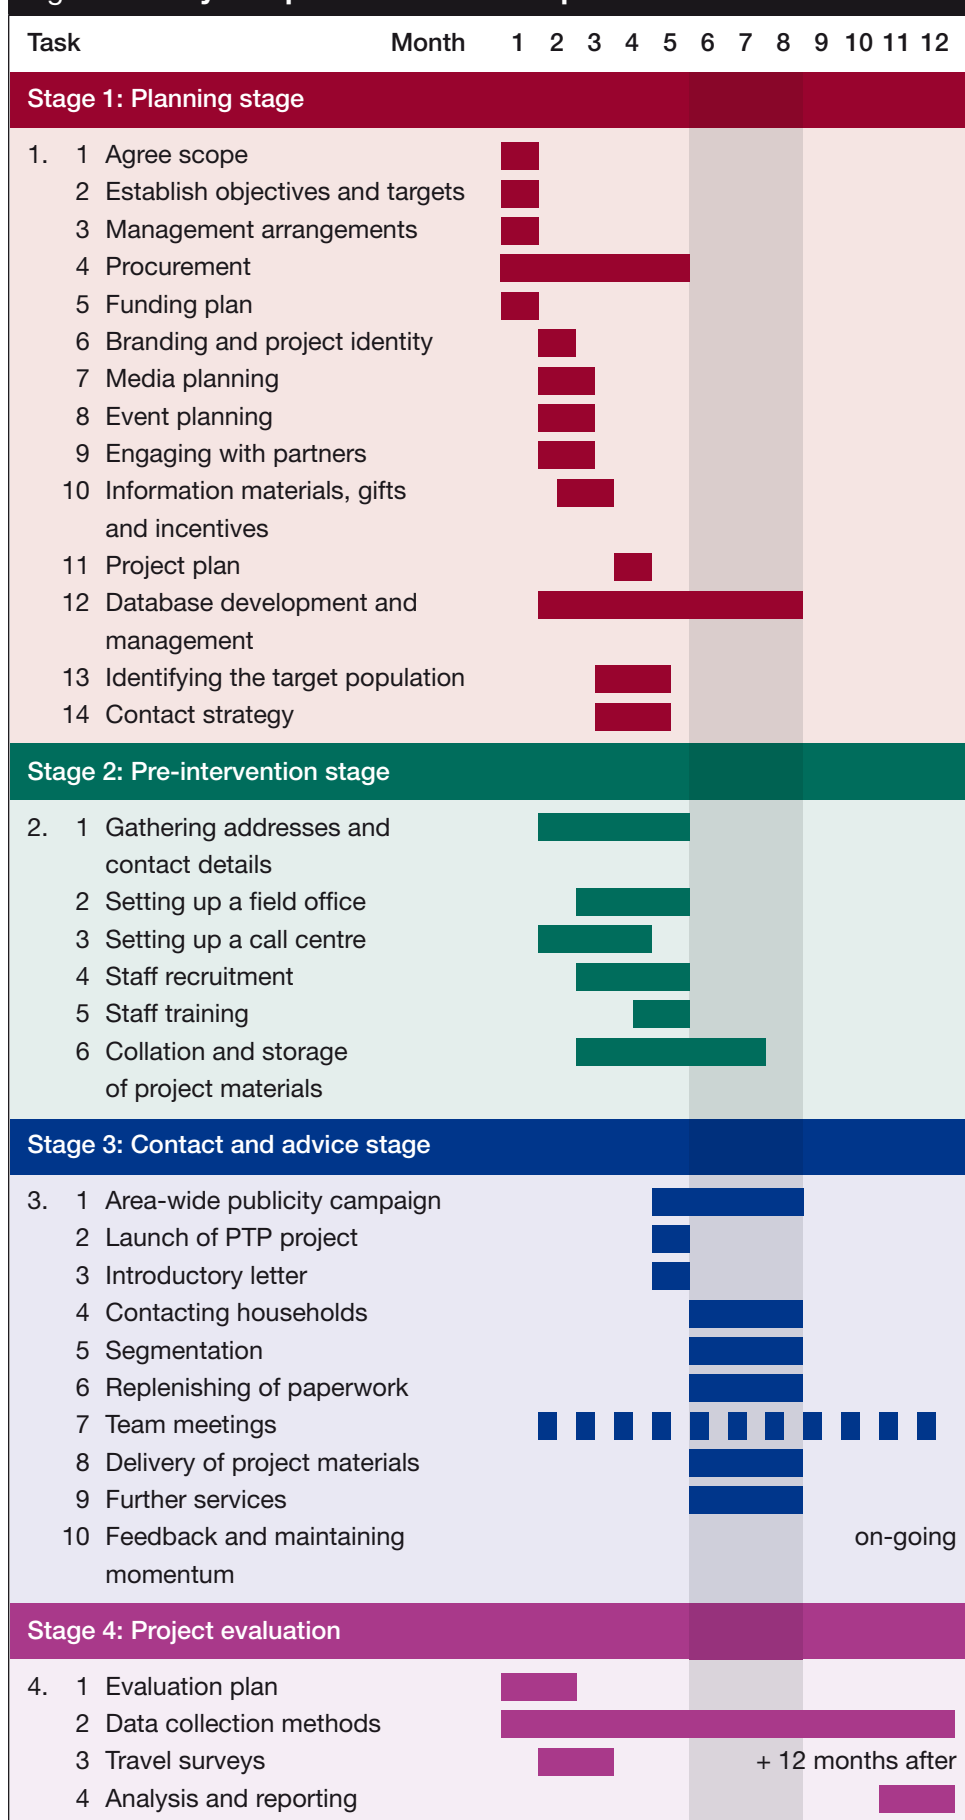 Task Month 1 2 3 4 5 6 7 8 9 10 11 12
Stage 1: Planning stage
1. 1 Agree scope
2 Establish objectives and targets
3 Management arrangements
4 Procurement
5 Funding plan
6 Branding and project identity
7 Media planning
8 Event planning
9 Engaging with partners
10 Information materials, gifts
and incentives
11 Project plan
12 Database development and
management
13 Identifying the target population
14 Contact strategy
Stage 2: Pre-intervention stage
2. 1 Gathering addresses and
contact details
2 Setting up a field office
3 Setting up a call centre
4 Staff recruitment
5 Staff training
6 Collation and storage
of project materials
Stage 3: Contact and advice stage
3. 1 Area-wide publicity campaign
2 Launch of PTP project
3 Introductory letter
4 Contacting households
5 Segmentation
6 Replenishing of paperwork
7 Team meetings
8 Delivery of project materials
9 Further services
10 Feedback and maintaining on-going
momentum
Stage 4: Project evaluation
4. 1 Evaluation plan
2 Data collection methods
3 Travel surveys + 12 months after
4 Analysis and reporting